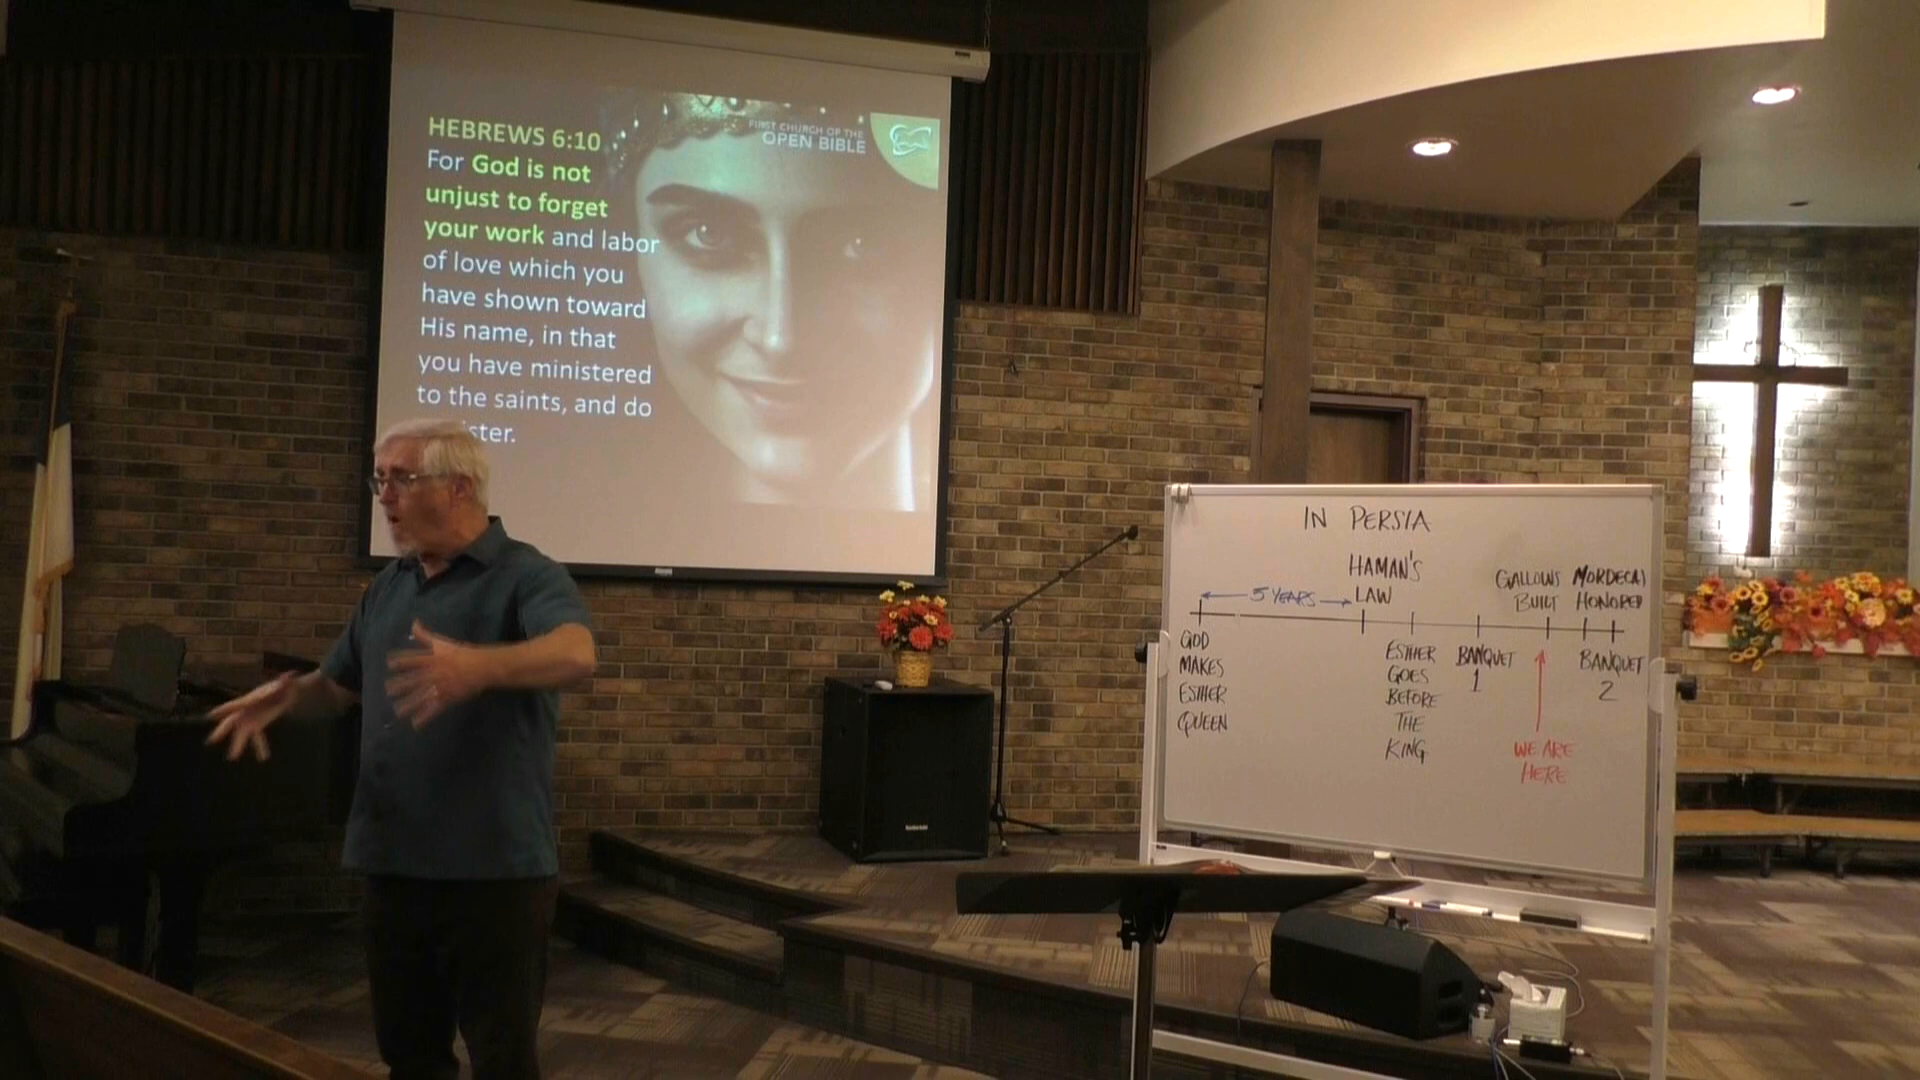 HEBREWS 6:10
For God is not
unjust to forget
your work and labor
of love which you
have shown toward
His name, in that
you have ministered
to the saints, and do
ister.
FIRST CHURCH OF THE
OPEN BIBLE
IN PERSIA
HAMAN'S
LAW
5 YEARS
GALLOWS
BUILT
MORDECAI
HONORED
GOD
MAKES
ESTHER
QUEEN
ESTHER
GOES
BEFORE
THE
KING
BANQUET
1
BANQUET
2
WE ARE
HERE